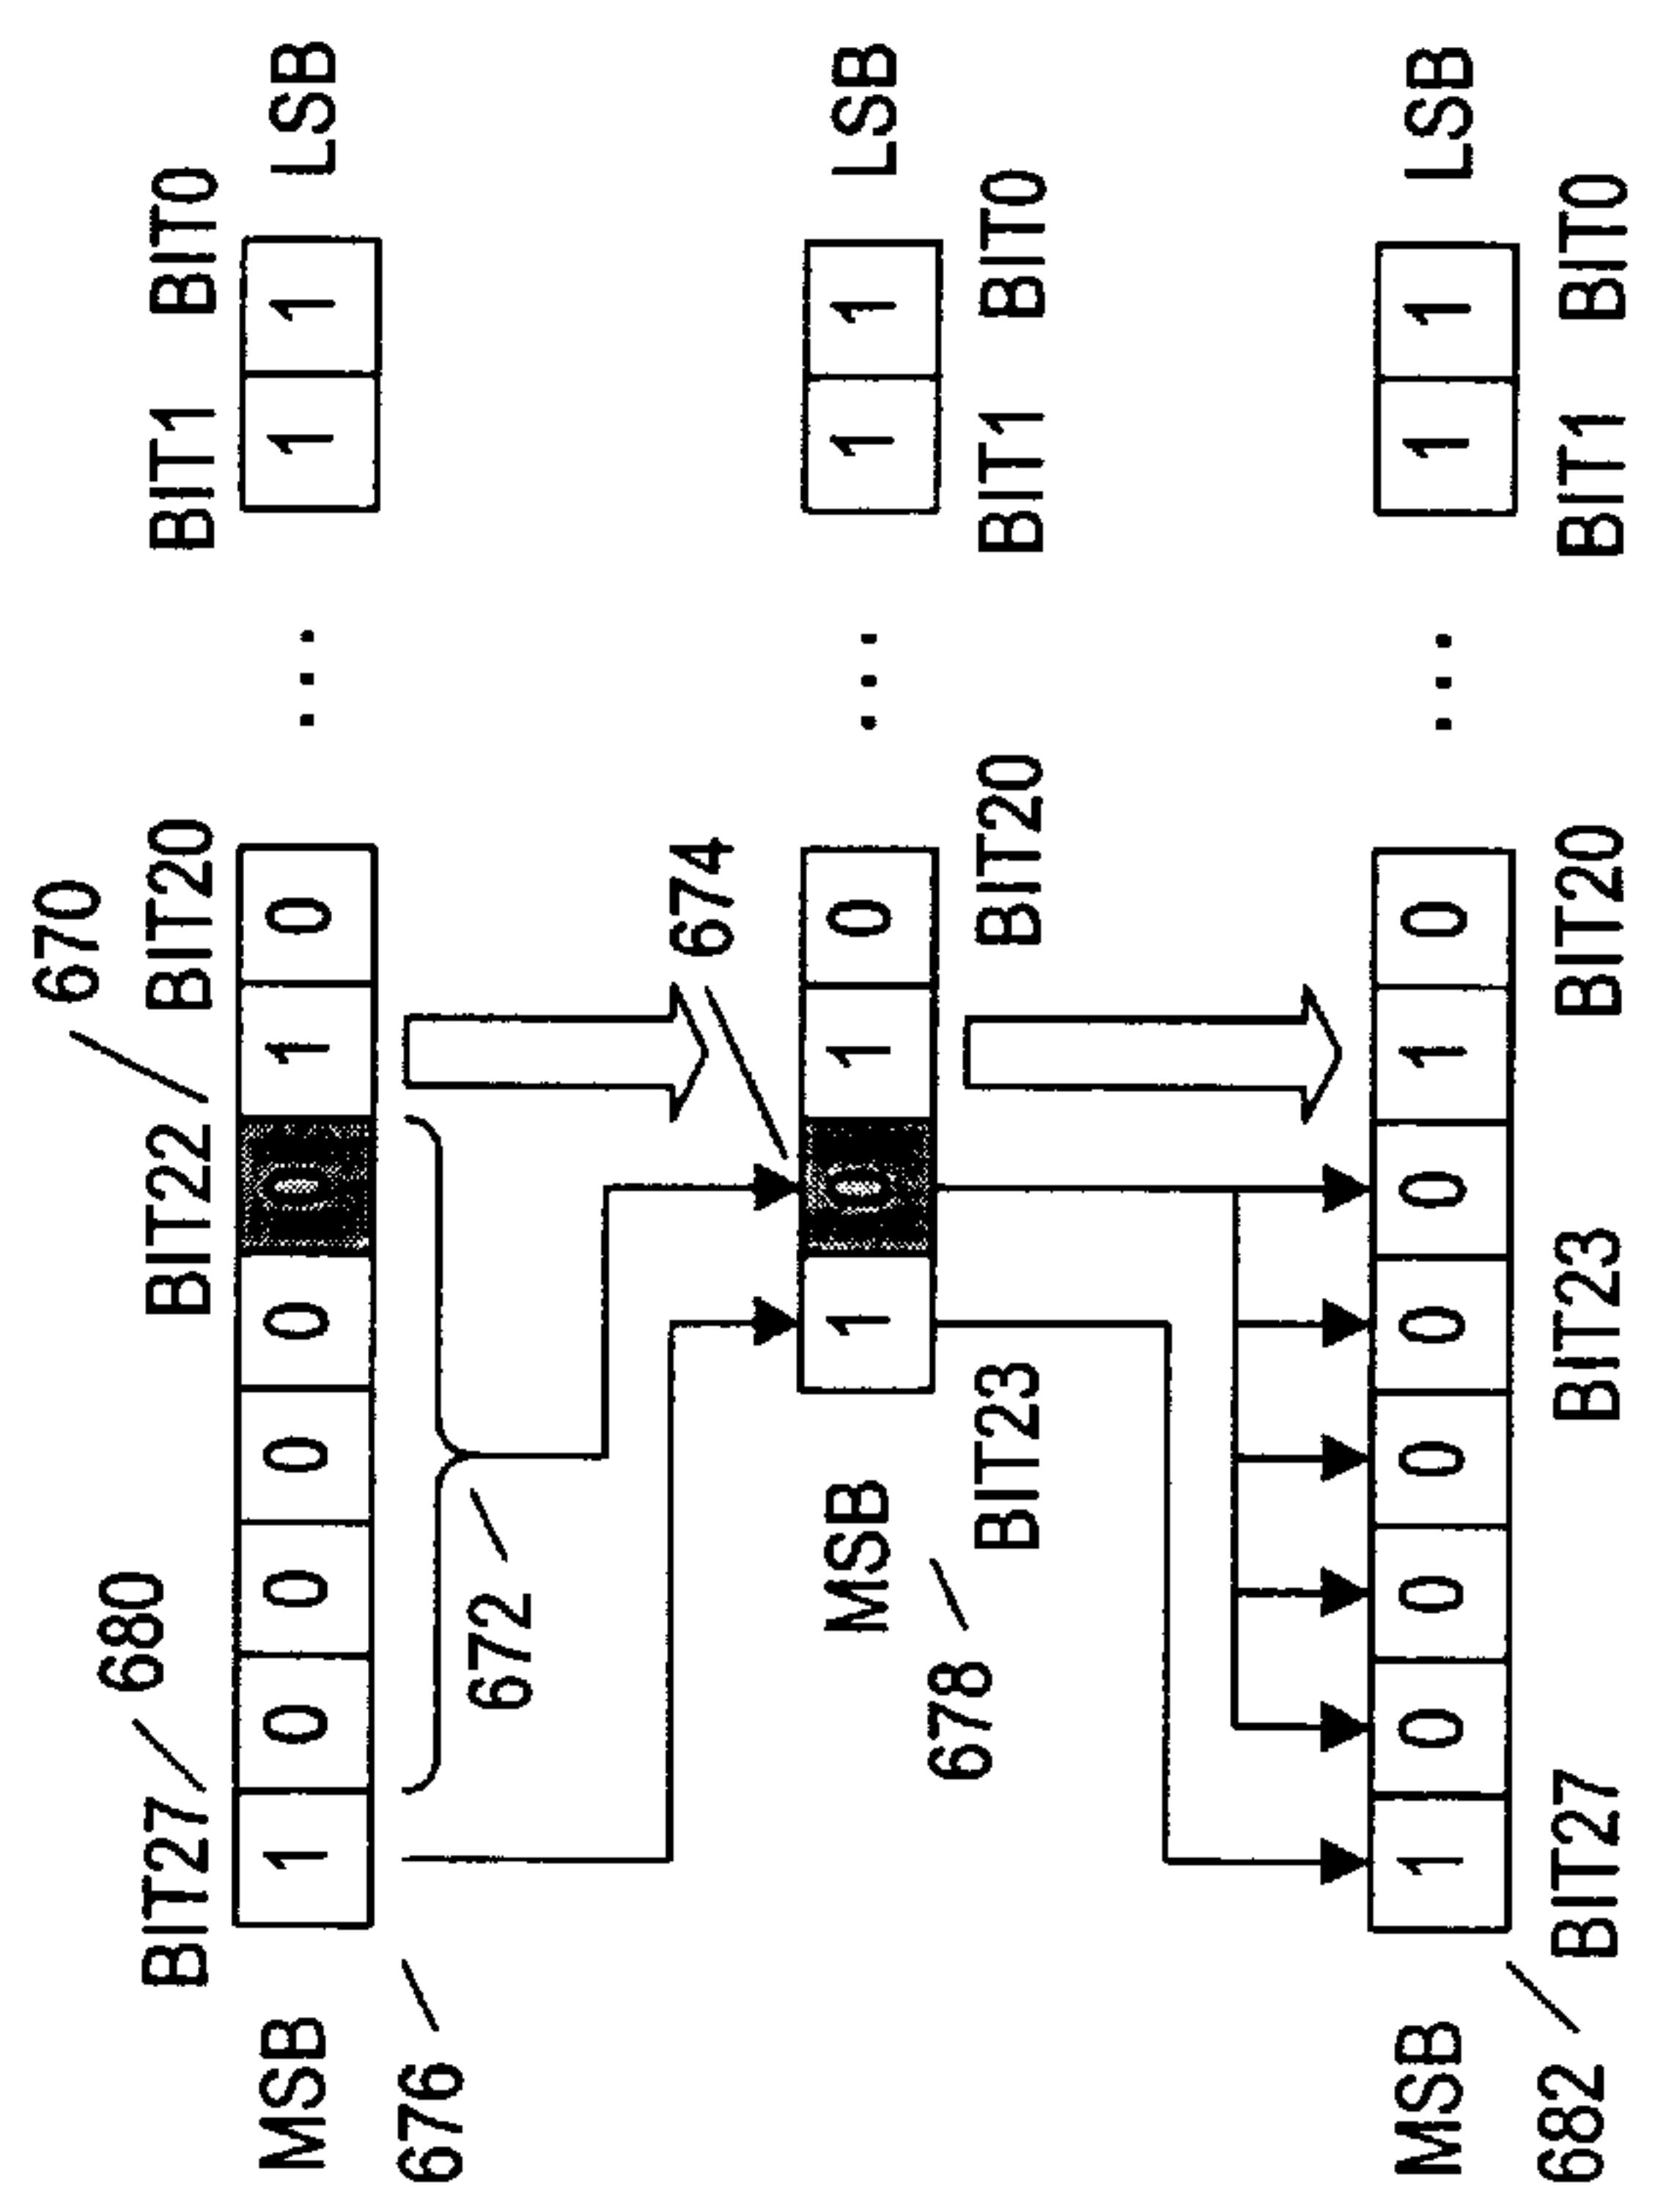 670
680
BIT27 BIT22 BIT20 BIT1 BIT0
MSB 1 0 0 0 0 0 1 0 ... 1 1 LSB
676
672
674
MSB 1 0 1 0 ... 1 1 LSB
678
BIT23 BIT20 BIT1 BIT0
MSB 1 0 0 0 0 0 1 0 ... 1 1 LSB
682
BIT27 BIT23 BIT20 BIT1 BIT0